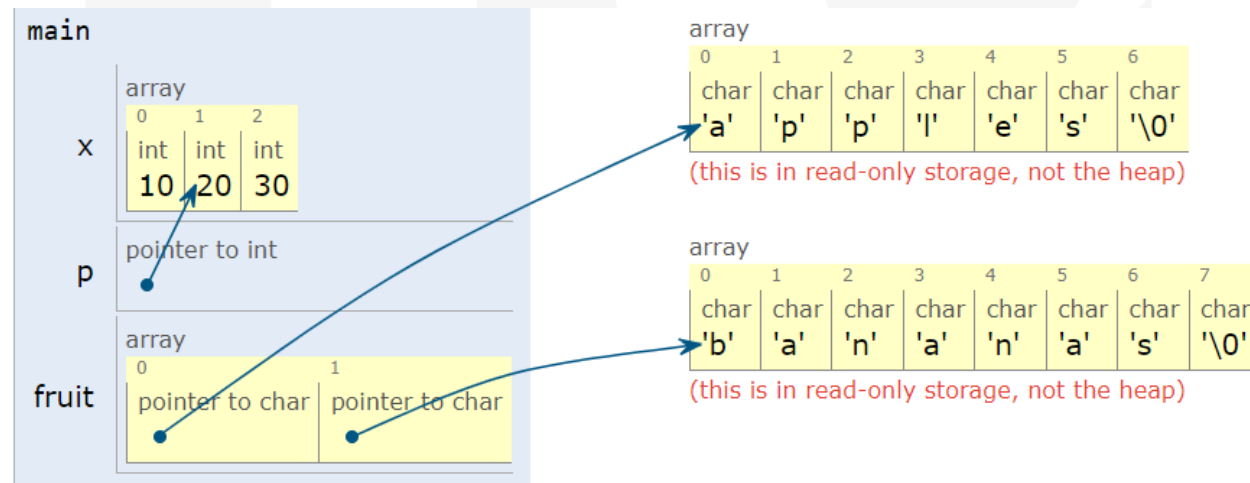 main
x
array
0 1 2
int int int
10 20 30
p
pointer to int
fruit
array
0 1
pointer to char pointer to char
array
0 1 2 3 4 5 6
char char char char char char char
'a' 'p' 'p' 'l' 'e' 's' '\0'
(this is in read-only storage, not the heap)
array
0 1 2 3 4 5 6 7
char char char char char char char char
'b' 'a' 'n' 'a' 'n' 'a' 's' '\0'
(this is in read-only storage, not the heap)